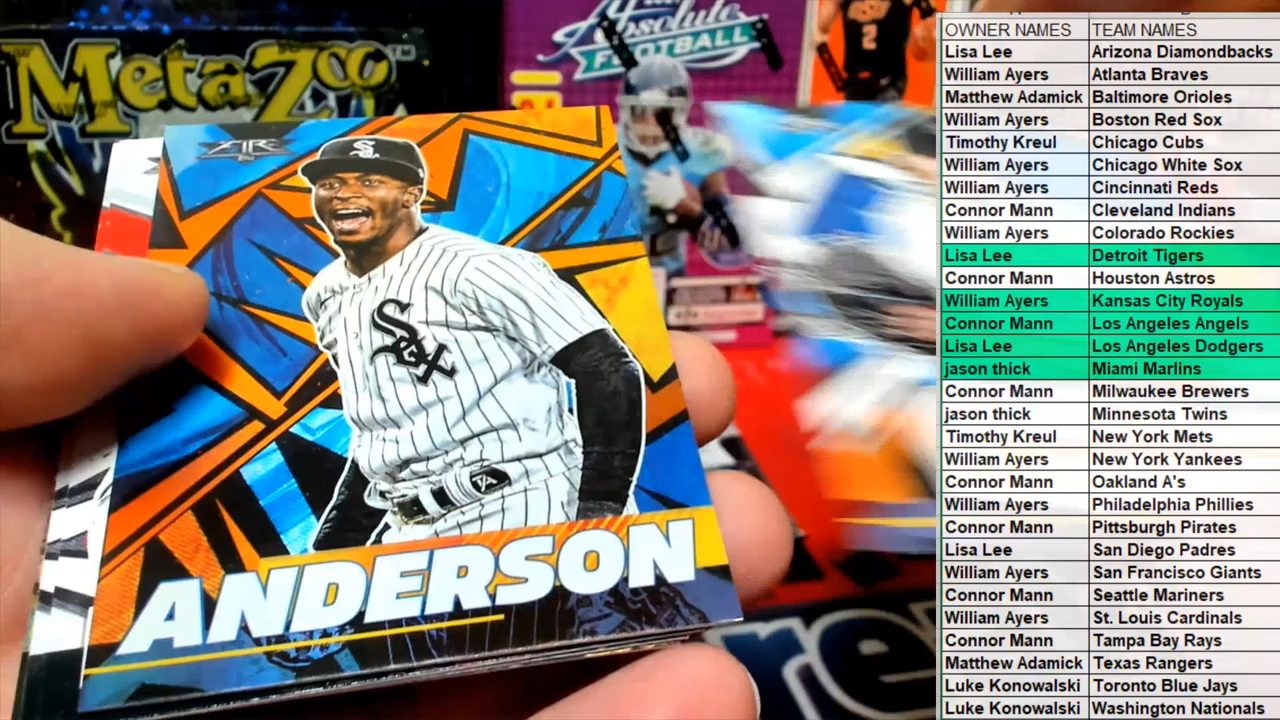 MetaZoo™
Absolute
FOOTBALL
2
FIRE
S
Sox
TA
ANDERSON
re
OWNER NAMES TEAM NAMES
Lisa Lee Arizona Diamondbacks
William Ayers Atlanta Braves
Matthew Adamick Baltimore Orioles
William Ayers Boston Red Sox
Timothy Kreul Chicago Cubs
William Ayers Chicago White Sox
William Ayers Cincinnati Reds
Connor Mann Cleveland Indians
William Ayers Colorado Rockies
Lisa Lee Detroit Tigers
Connor Mann Houston Astros
William Ayers Kansas City Royals
Connor Mann Los Angeles Angels
Lisa Lee Los Angeles Dodgers
jason thick Miami Marlins
Connor Mann Milwaukee Brewers
jason thick Minnesota Twins
Timothy Kreul New York Mets
William Ayers New York Yankees
Connor Mann Oakland A's
William Ayers Philadelphia Phillies
Connor Mann Pittsburgh Pirates
Lisa Lee San Diego Padres
William Ayers San Francisco Giants
Connor Mann Seattle Mariners
William Ayers St. Louis Cardinals
Connor Mann Tampa Bay Rays
Matthew Adamick Texas Rangers
Luke Konowalski Toronto Blue Jays
Luke Konowalski Washington Nationals